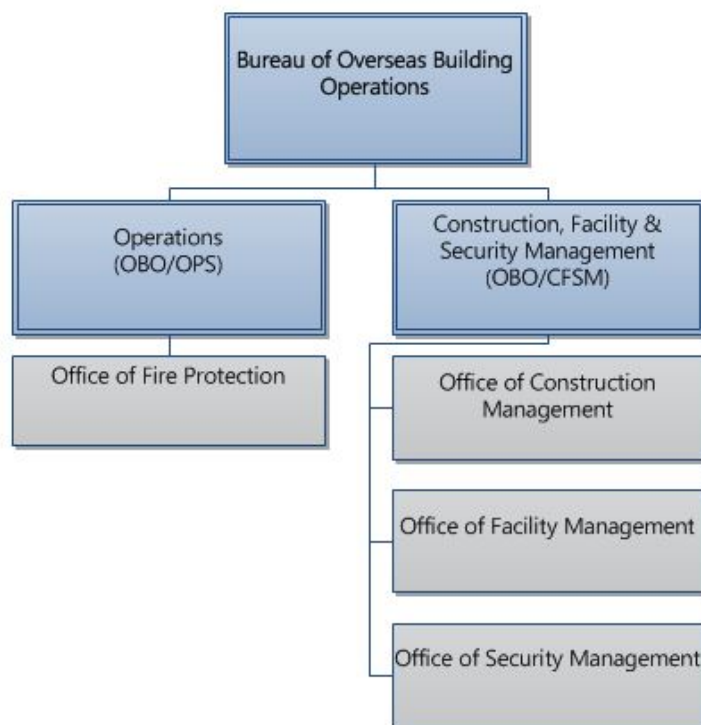 Bureau of Overseas Building
Operations
Operations
(OBO/OPS)
Construction, Facility &
Security Management
(OBO/CFSM)
Office of Fire Protection
Office of Construction
Management
Office of Facility Management
Office of Security Management